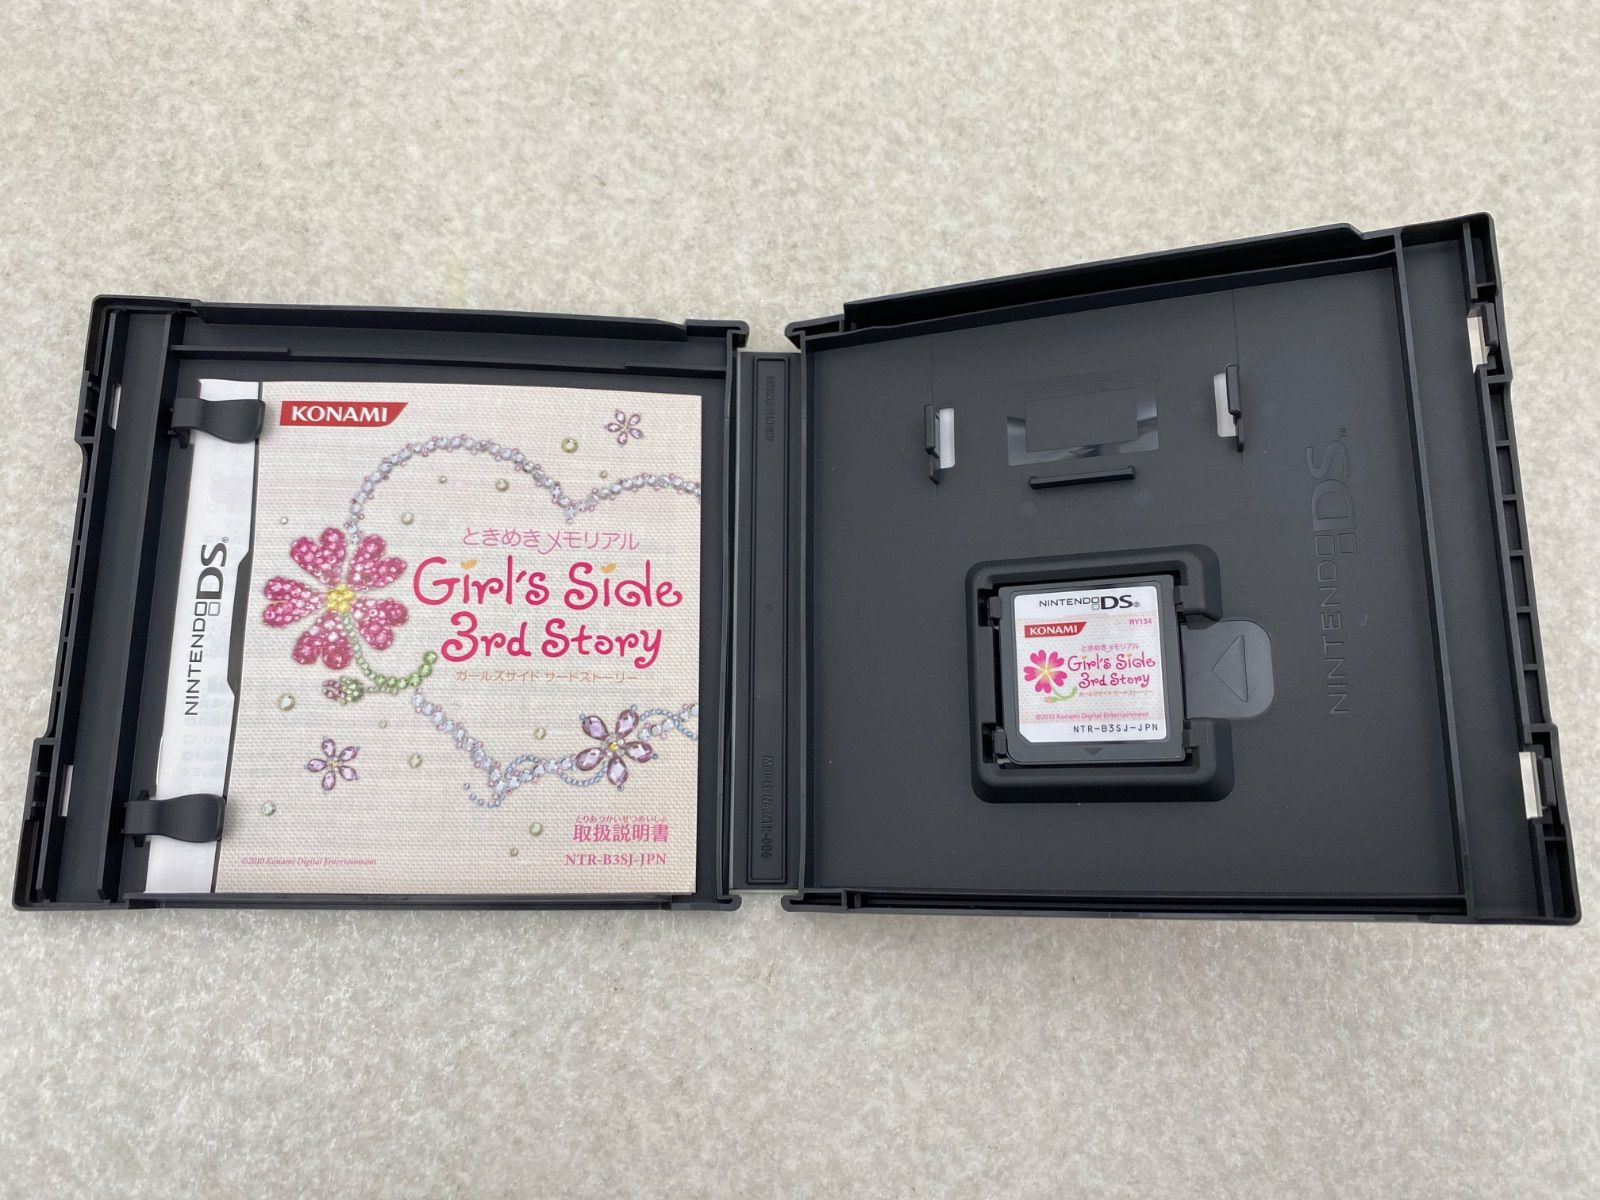 KONAMI
ときめきメモリアル
Girl's Side
3rd Story
ガールズサイド サードストーリー
とりあつかいせつめいしょ
取扱説明書
NTR-B3SJ-JPN
©2010 Konami Digital Entertainment
NINTENDO DS
MODEL No.NTR-006
NINTENDO DS®
KONAMI
RY134
ときめきメモリアル
Girl's Side
3rd Story
ガールズサイド サードストーリー
©2010 Konami Digital Entertainment
NTR-B3SJ-JPN
NINTENDO DS™